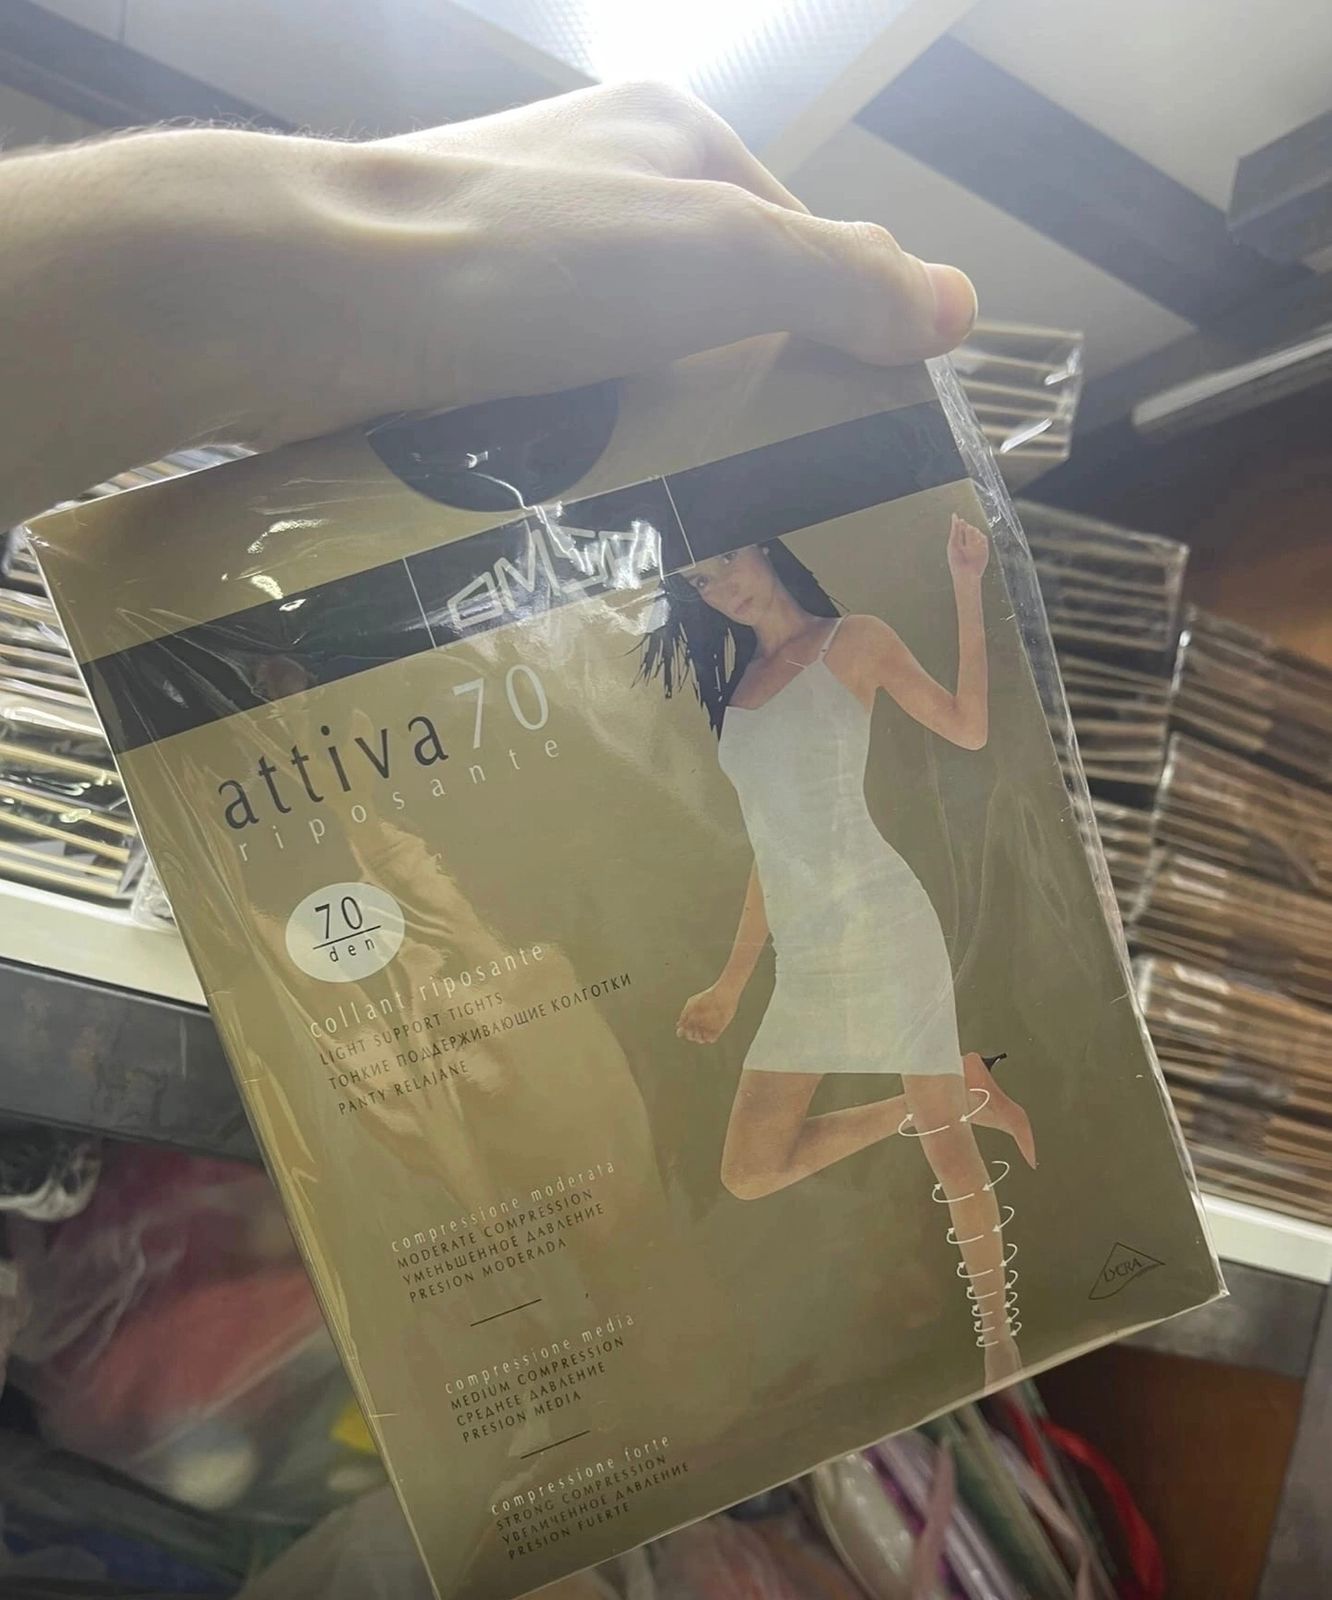 OMSA
attiva 70
riposante
70
den
collant riposante
LIGHT SUPPORT TIGHTS
ТОНКИЕ ПОДДЕРЖИВАЮЩИЕ КОЛГОТКИ
PANTY RELAJANE
compressione moderata
MODERATE COMPRESSION
УМЕНЬШЕННОЕ ДАВЛЕНИЕ
PRESION MODERADA
compressione media
MEDIUM COMPRESSION
СРЕДНЕЕ ДАВЛЕНИЕ
PRESION MEDIA
compressione forte
STRONG COMPRESSION
УВЕЛИЧЕННОЕ ДАВЛЕНИЕ
PRESION FUERTE
LYCRA